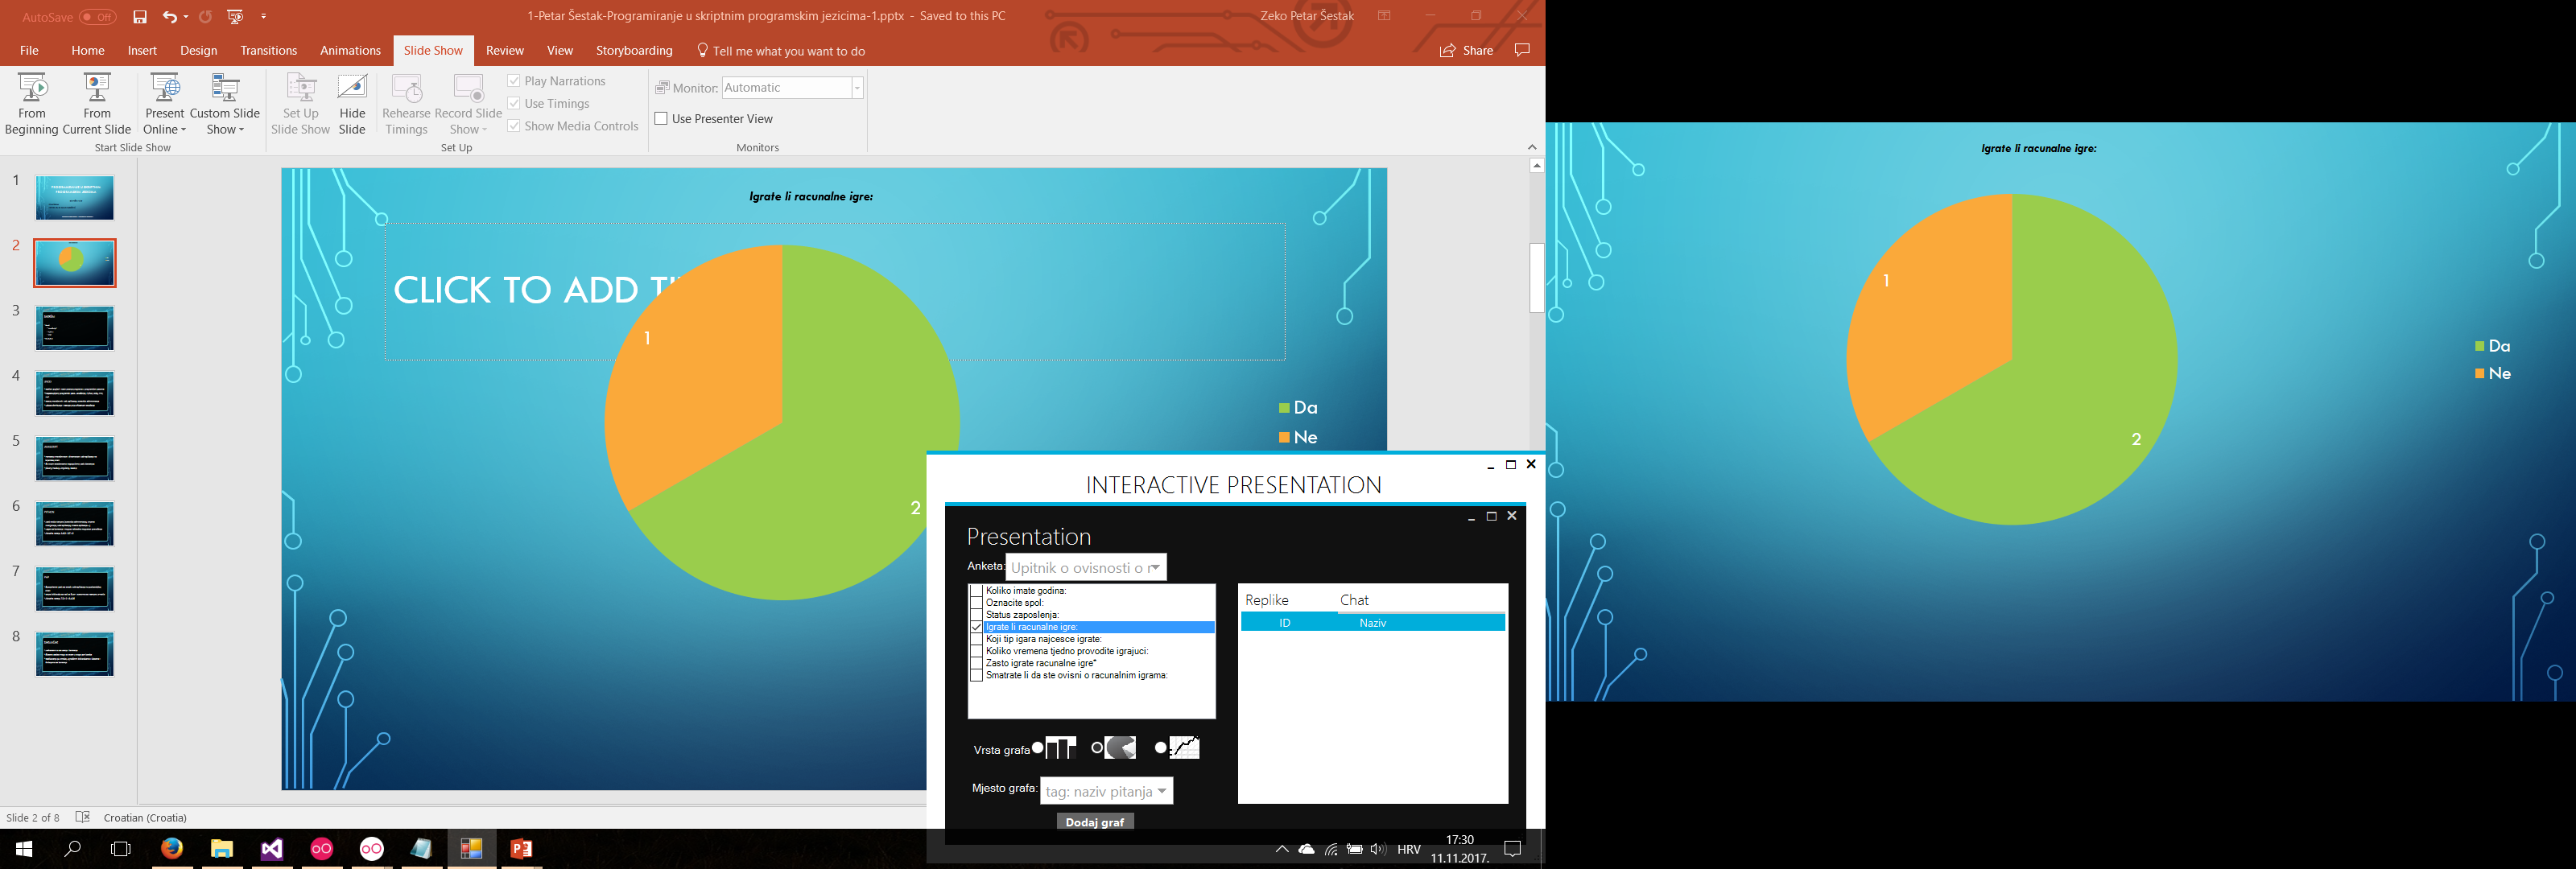 AutoSave Off
1-Petar Šestak-Programiranje u skriptnim programskim jezicima-1.pptx - Saved to this PC
Zeko Petar Šestak
File Home Insert Design Transitions Animations Slide Show Review View Storyboarding Tell me what you want to do Share
From Beginning
From Current Slide
Present Online
Custom Slide Show
Set Up Slide Show
Hide Slide
Rehearse Timings
Record Slide Show
Play Narrations
Use Timings
Show Media Controls
Monitor: Automatic
Use Presenter View
Start Slide Show
Set Up
Monitors
1
2
3
4
5
6
7
8
Igrate li racunalne igre:
CLICK TO ADD
1
2
Da
Ne
INTERACTIVE PRESENTATION
Presentation
Anketa: Upitnik o ovisnosti o r
Koliko imate godina:
Oznacite spol:
Status zaposlenja:
Igrate li racunalne igre:
Koji tip igara najcesce igrate:
Koliko vremena tjedno provodite igrajuci:
Zasto igrate racunalne igre*
Smatrate li da ste ovisni o racunalnim igrama:
Replike Chat
ID Naziv
Vrsta grafa
Mjesto grafa: tag: naziv pitanja
Dodaj graf
Slide 2 of 8 Croatian (Croatia)
HRV
17:30
11.11.2017.
Igrate li racunalne igre:
1
2
Da
Ne